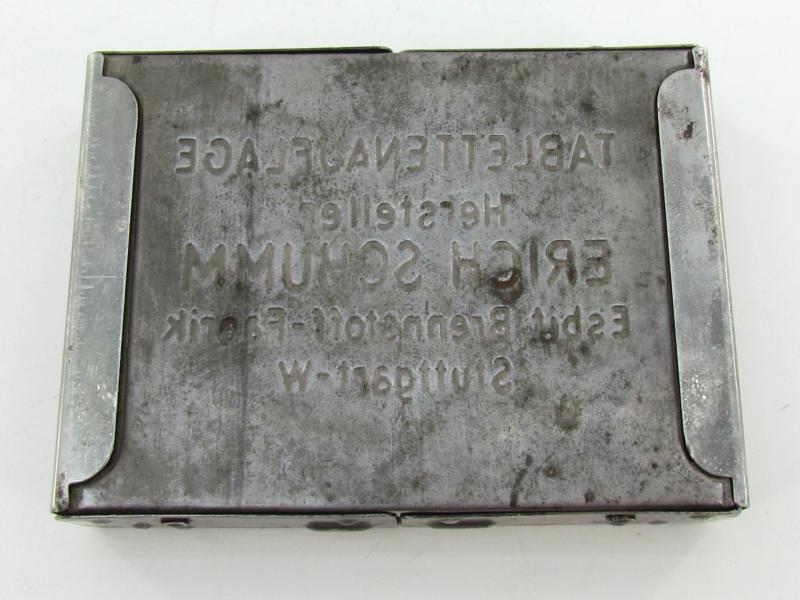 TABLETTENAUFLAGE
Hersteller
ERICH SCHUMM
Esbit Brennstoff-Fabrik
Stuttgart-W